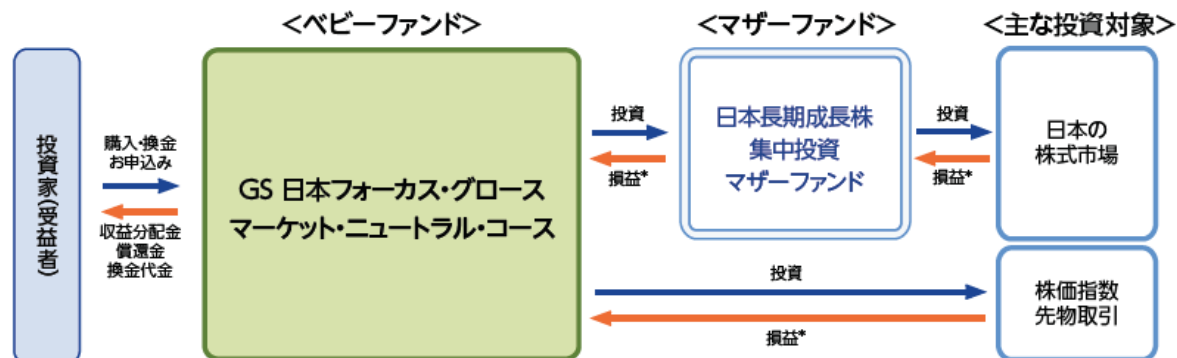 <ベビーファンド>
<マザーファンド>
<主な投資対象>
投資家(受益者)
購入・換金
お申込み
収益分配金
償還金
換金代金
GS 日本フォーカス・グロース
マーケット・ニュートラル・コース
投資
損益*
日本長期成長株
集中投資
マザーファンド
投資
損益*
日本の
株式市場
投資
損益*
株価指数
先物取引